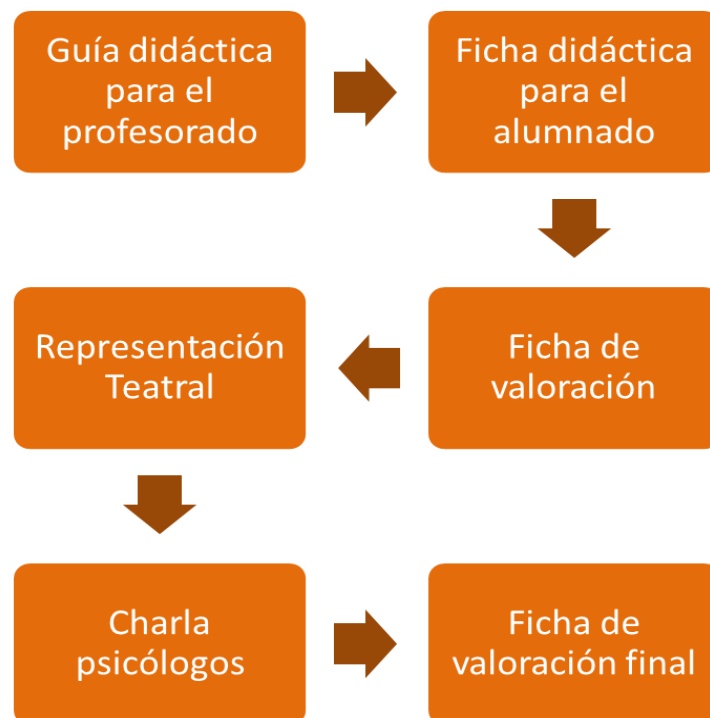 Guía didáctica
para el
profesorado
Ficha didáctica
para el
alumnado
Ficha de
valoración
Representación
Teatral
Charla
psicólogos
Ficha de
valoración final